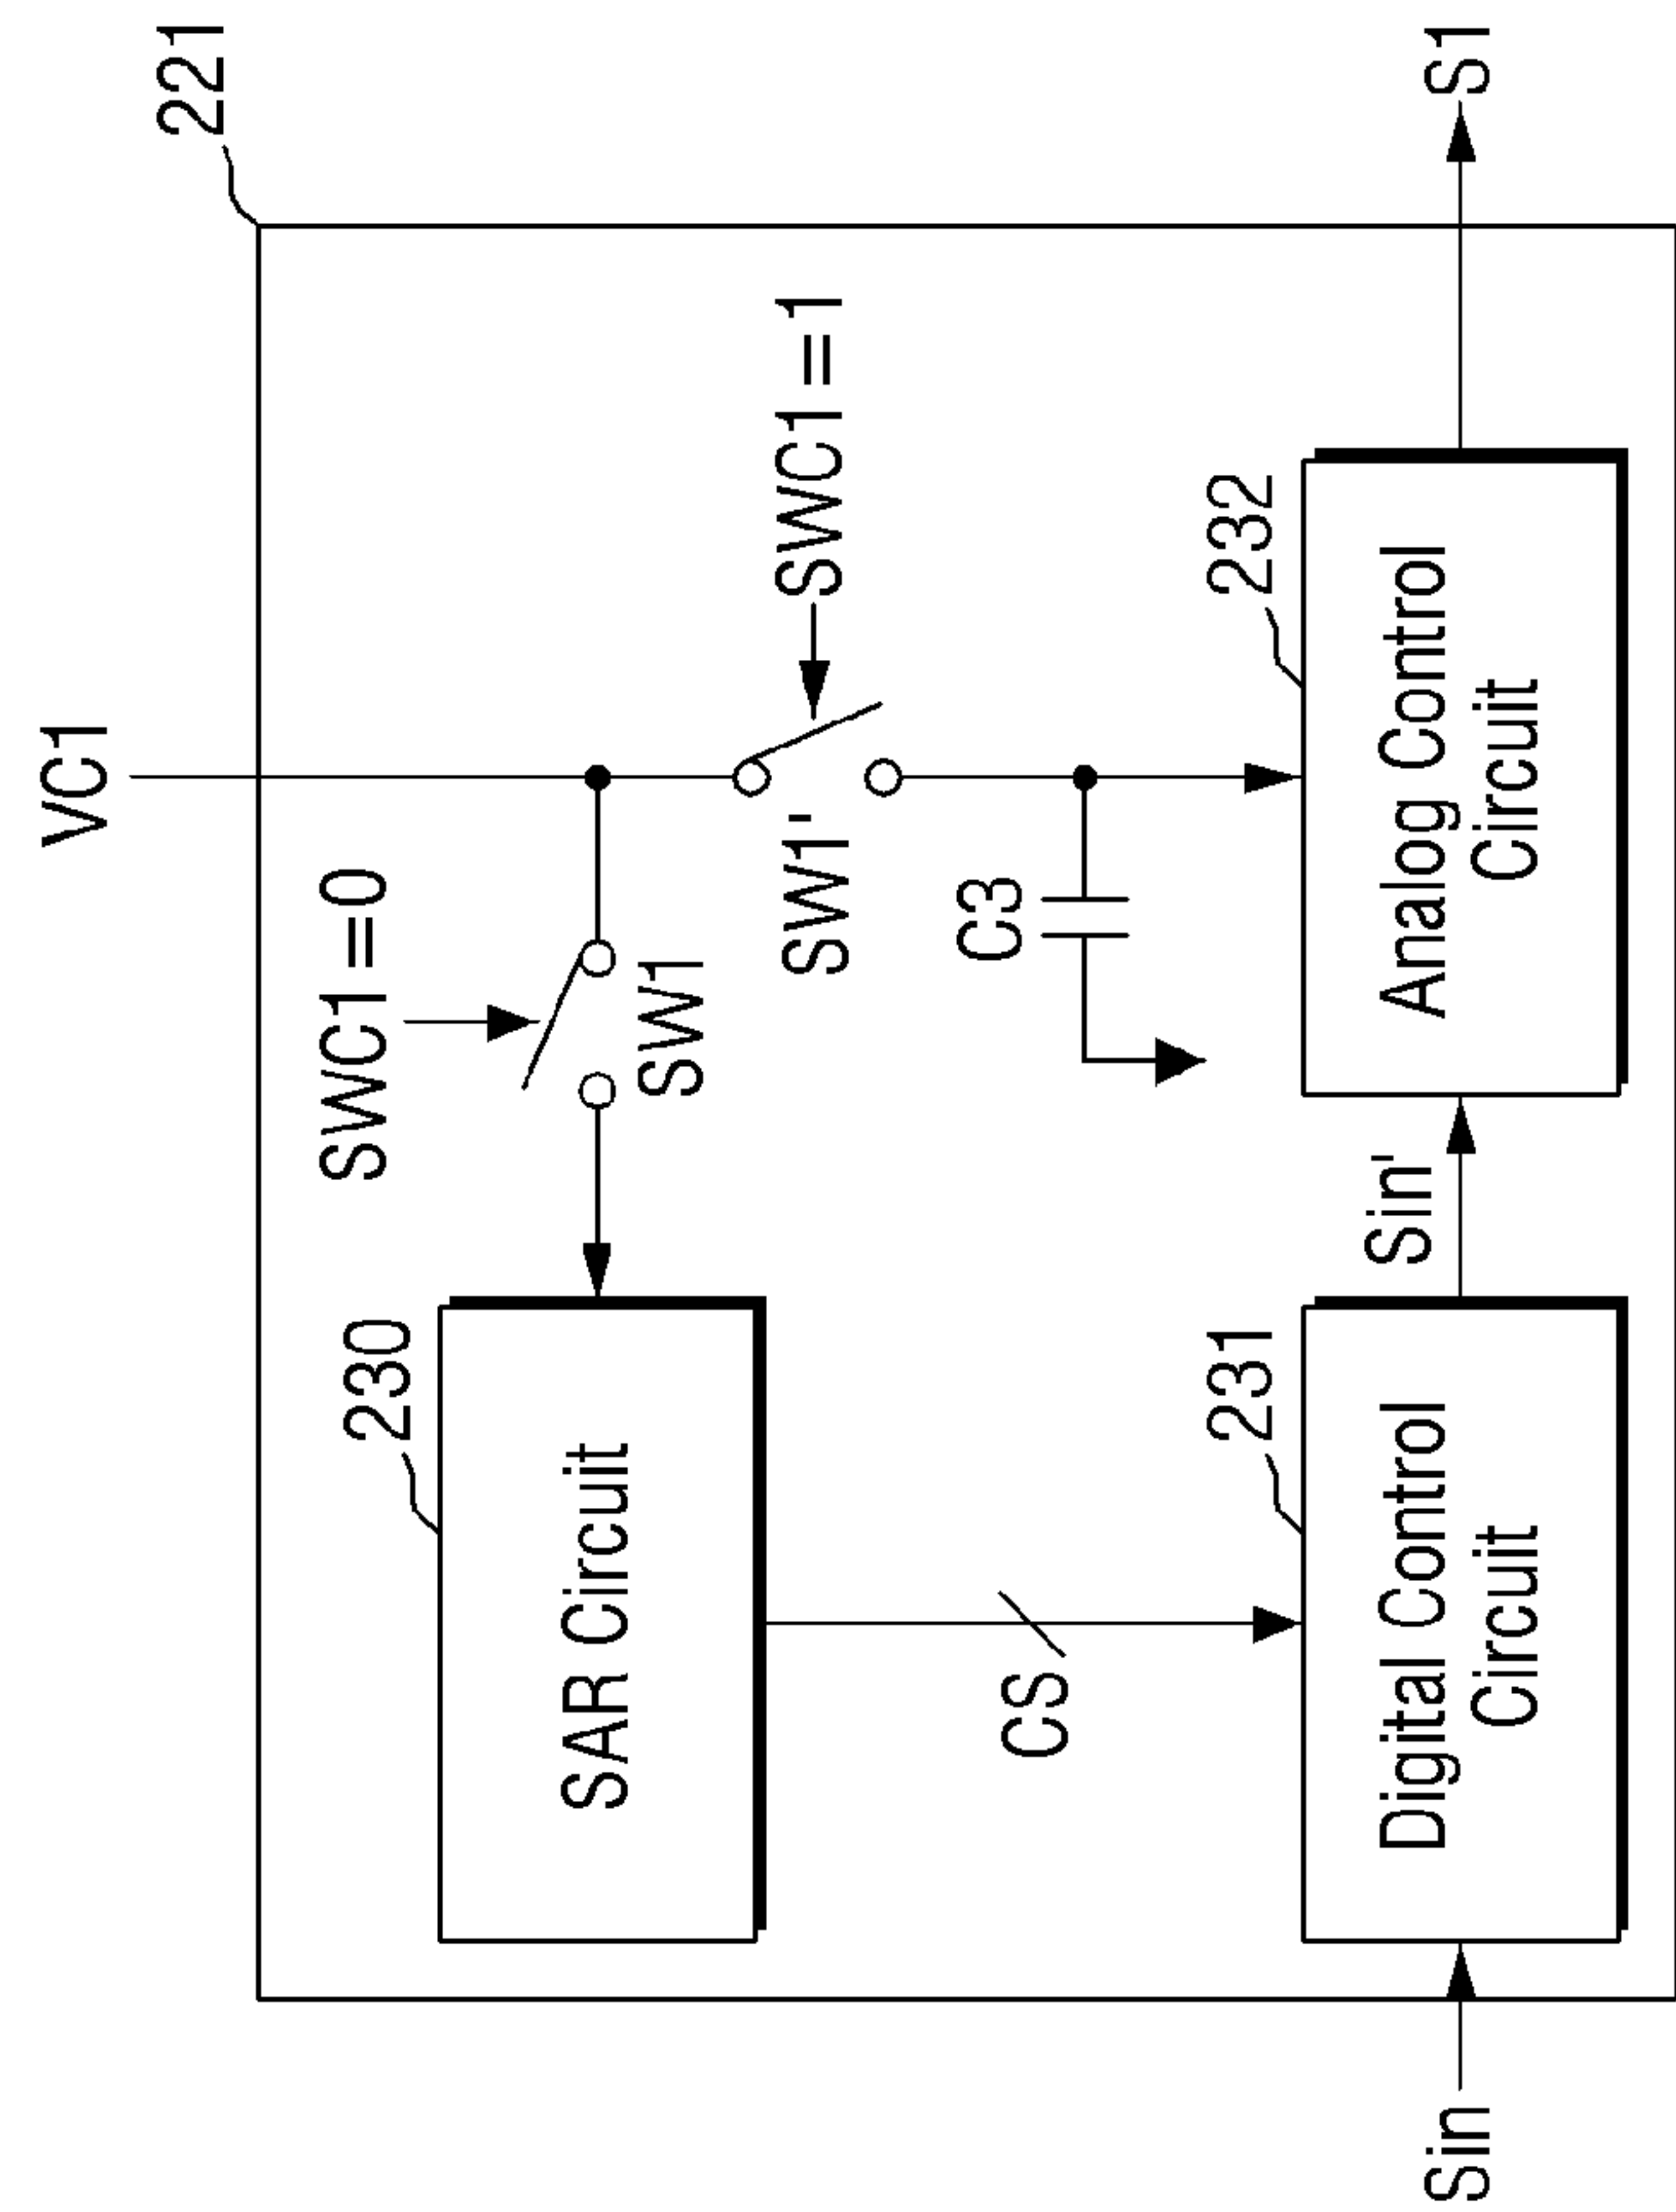 221
VC1
SWC1=0
230
SAR Circuit
SW1
SWC1=1
SW1'
CS
C3
231
232
Sin
Digital Control
Circuit
Sin'
Analog Control
Circuit
S1